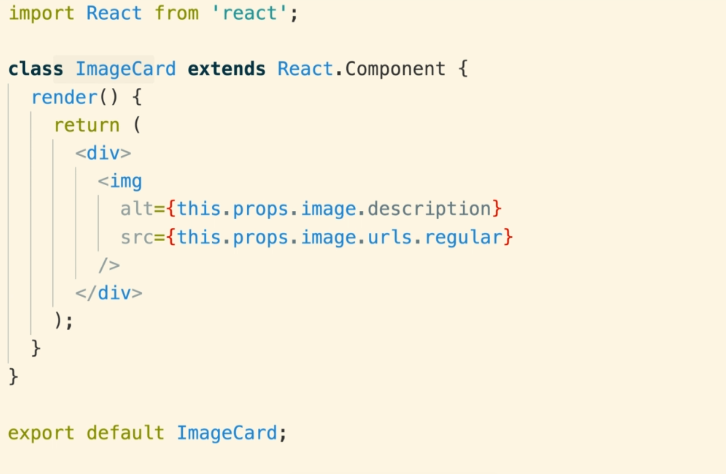 import React from 'react';
class ImageCard extends React.Component {
render() {
return (
<div>
<img
alt={this.props.image.description}
src={this.props.image.urls.regular}
/>
</div>
);
}
}
export default ImageCard;